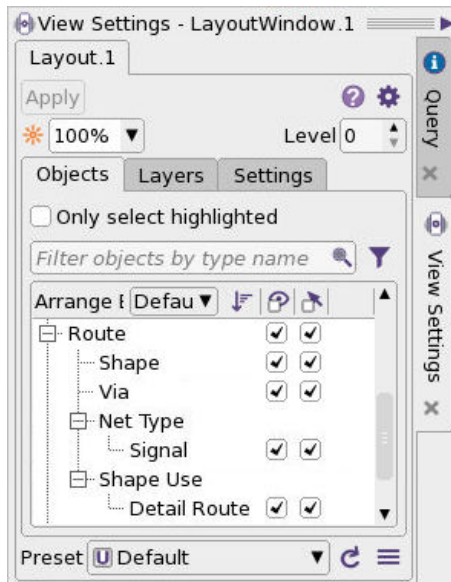 View Settings - LayoutWindow.1
Layout.1
Apply
100%
Level 0
Objects Layers Settings
Only select highlighted
Filter objects by type name
Arrange E Defau
Route
Shape
Via
Net Type
Signal
Shape Use
Detail Route
Preset U Default
Query
View Settings